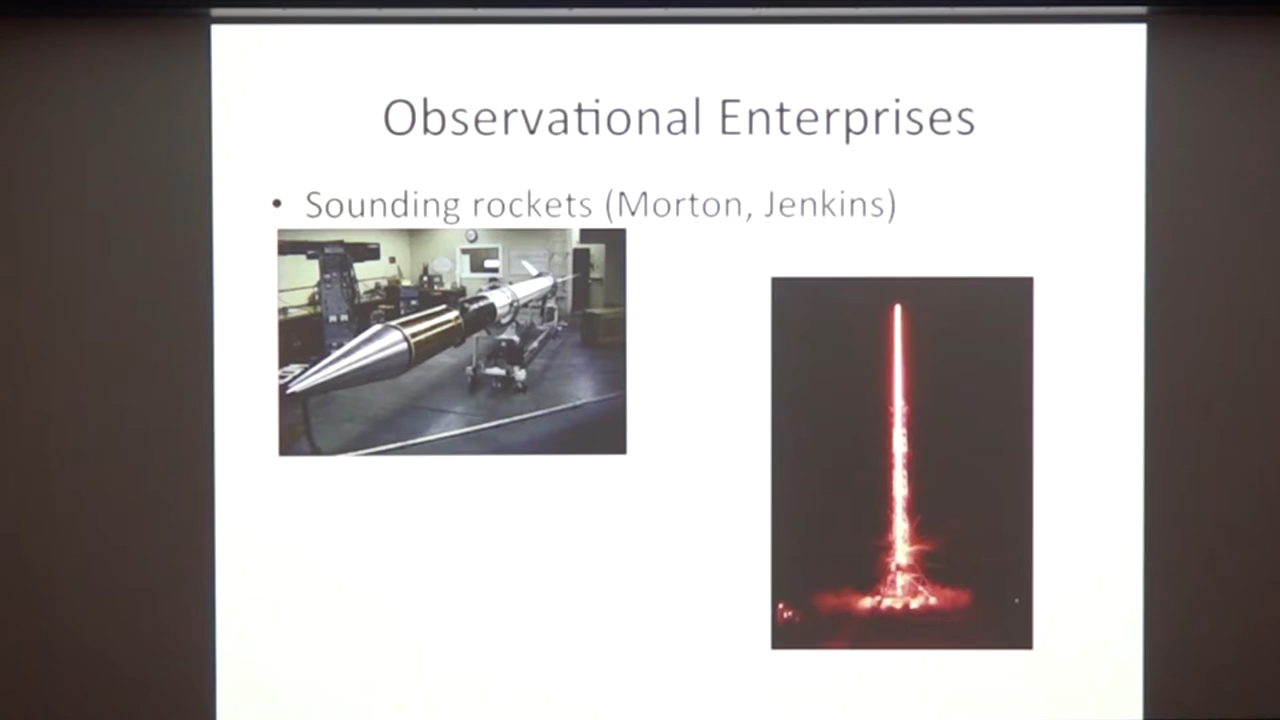 Observational Enterprises
• Sounding rockets (Morton, Jenkins)